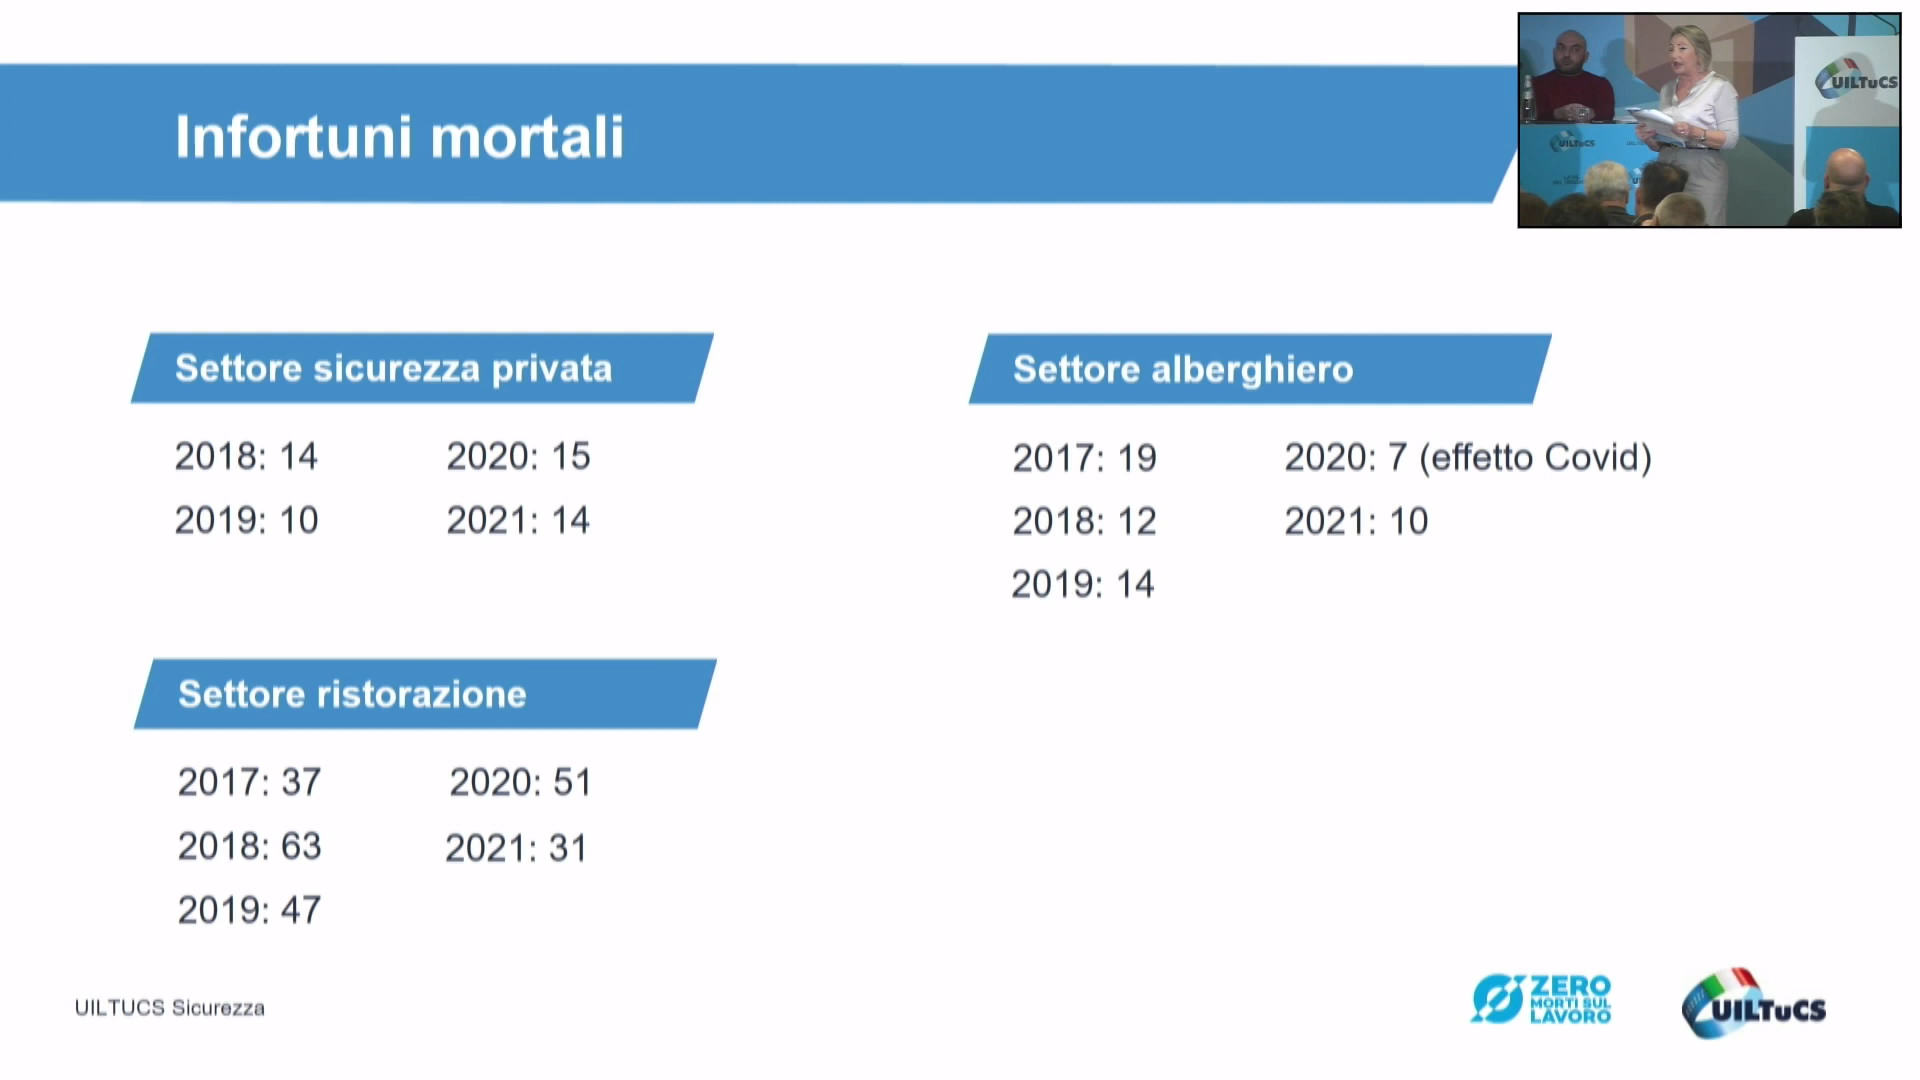 Infortuni mortali
UILTuCS
UILTuCS
Settore sicurezza privata
2018: 14
2020: 15
2019: 10
2021: 14
Settore alberghiero
2017: 19
2020: 7 (effetto Covid)
2018: 12
2021: 10
2019: 14
Settore ristorazione
2017: 37
2020: 51
2018: 63
2021: 31
2019: 47
UILTUCS Sicurezza
ZERO
MORTI SUL
LAVORO
UILTuCS